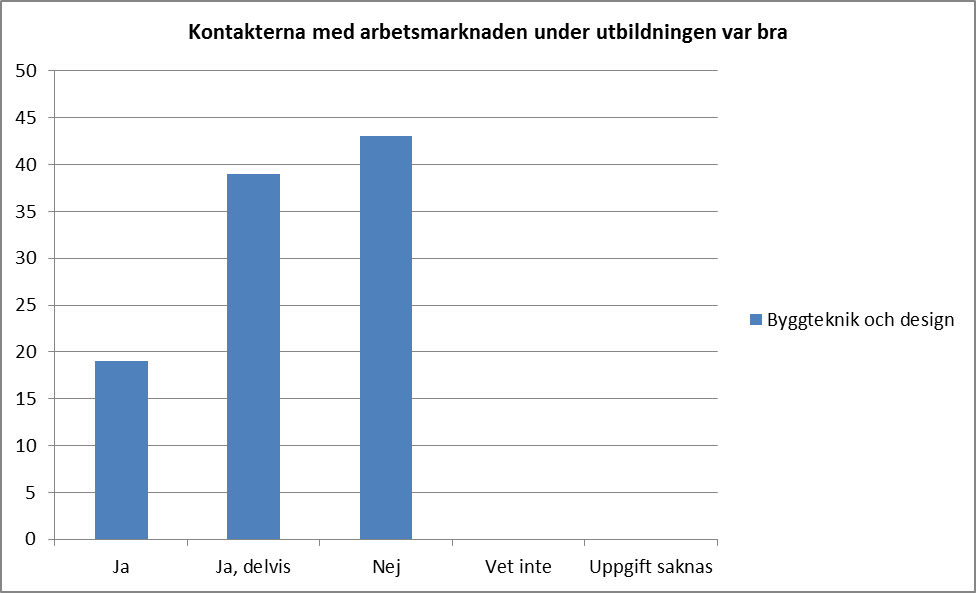 Kontakterna med arbetsmarknaden under utbildningen var bra
50
45
40
35
30
25
20
15
10
5
0
Ja
Ja, delvis
Nej
Vet inte
Uppgift saknas
Byggteknik och design